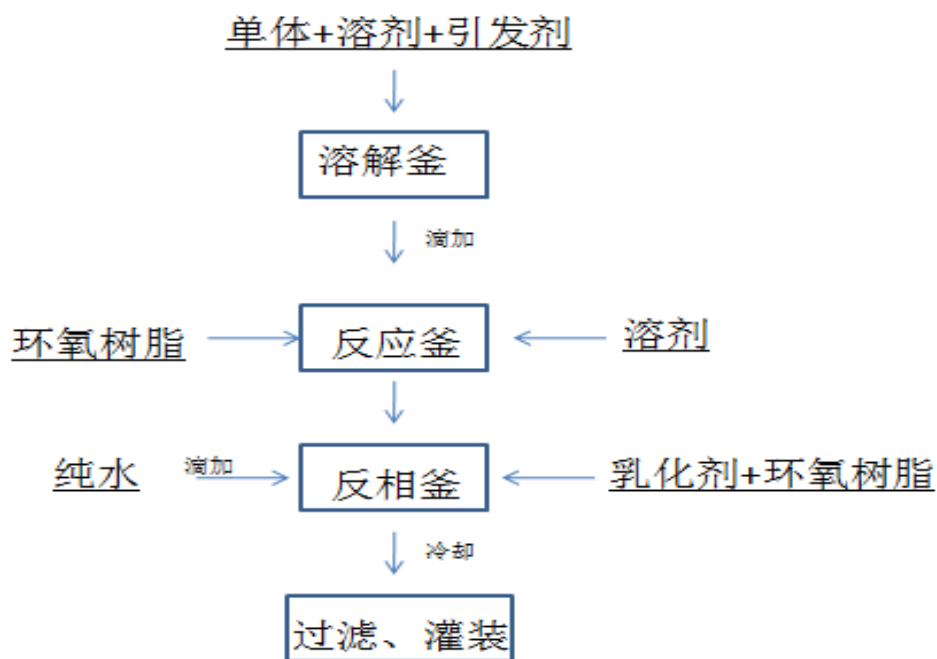 单体+溶剂+引发剂
溶解釜
滴加
环氧树脂
反应釜
溶剂
纯水
滴加
反相釜
乳化剂+环氧树脂
冷却
过滤、灌装